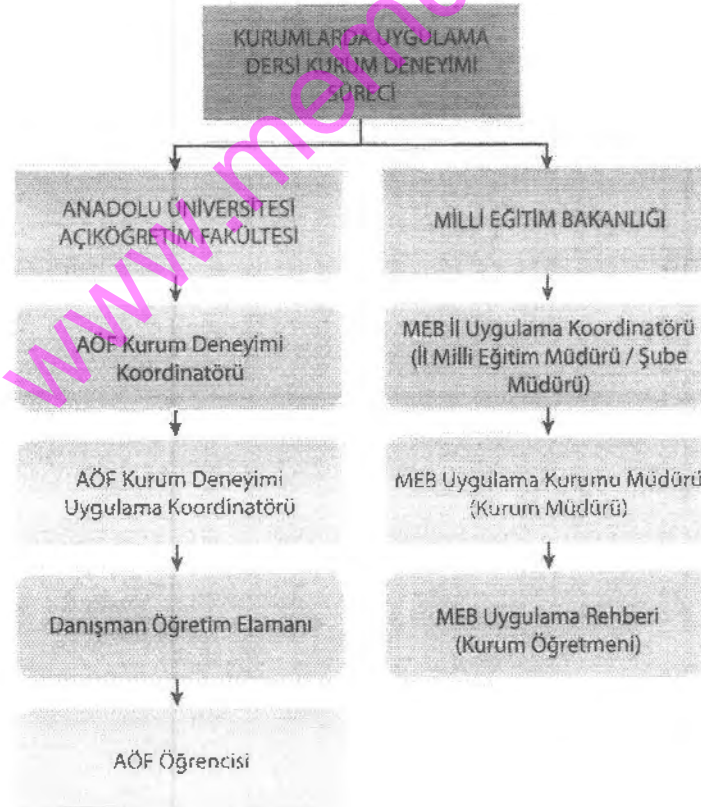 KURUMLARDA UYGULAMA
DERSİ KURUM DENEYİMİ
SÜRECİ
ANADOLU ÜNİVERSİTESİ
AÇIKÖĞRETİM FAKÜLTESİ
MİLLİ EĞİTİM BAKANLIĞI
AÖF Kurum Deneyimi
Koordinatörü
MEB İl Uygulama Koordinatörü
(İl Milli Eğitim Müdürü / Şube
Müdürü)
AÖF Kurum Deneyimi
Uygulama Koordinatörü
MEB Uygulama Kurumu Müdürü
(Kurum Müdürü)
Danışman Öğretim Elamanı
MEB Uygulama Rehberi
(Kurum Öğretmeni)
AÖF Öğrencisi